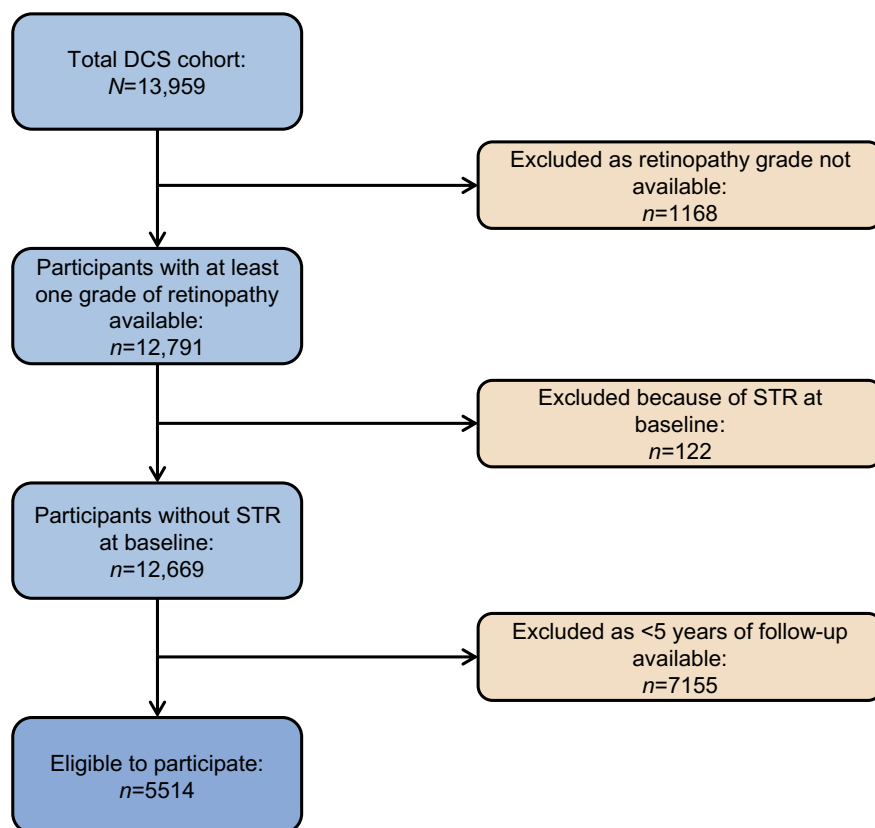 Total DCS cohort:
N=13,959
Excluded as retinopathy grade not
available:
n=1168
Participants with at least
one grade of retinopathy
available:
n=12,791
Excluded because of STR at
baseline:
n=122
Participants without STR
at baseline:
n=12,669
Excluded as <5 years of follow-up
available:
n=7155
Eligible to participate:
n=5514